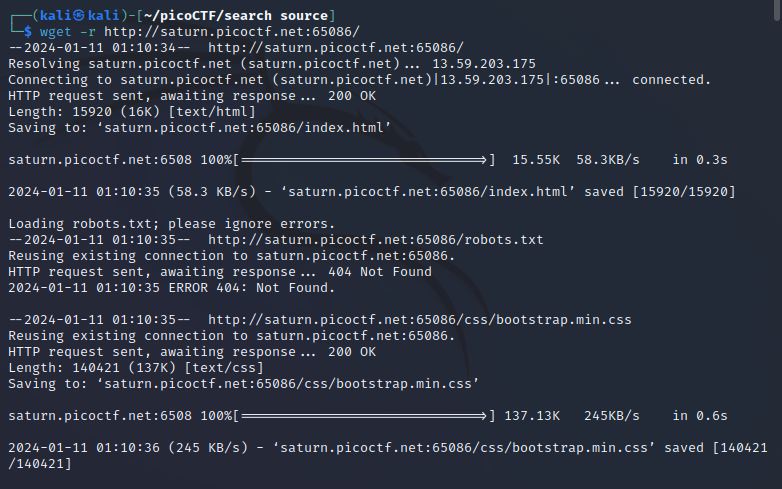 ┌──(kali㉿kali)-[~/picoCTF/search source]
└─$ wget -r http://saturn.picoctf.net:65086/
--2024-01-11 01:10:34--  http://saturn.picoctf.net:65086/
Resolving saturn.picoctf.net (saturn.picoctf.net)... 13.59.203.175
Connecting to saturn.picoctf.net (saturn.picoctf.net)|13.59.203.175|:65086... connected.
HTTP request sent, awaiting response... 200 OK
Length: 15920 (16K) [text/html]
Saving to: ‘saturn.picoctf.net:65086/index.html’
saturn.picoctf.net:6508 100%[==============================>]  15.55K  58.3KB/s    in 0.3s
2024-01-11 01:10:35 (58.3 KB/s) - ‘saturn.picoctf.net:65086/index.html’ saved [15920/15920]
Loading robots.txt; please ignore errors.
--2024-01-11 01:10:35--  http://saturn.picoctf.net:65086/robots.txt
Reusing existing connection to saturn.picoctf.net:65086.
HTTP request sent, awaiting response... 404 Not Found
2024-01-11 01:10:35 ERROR 404: Not Found.
--2024-01-11 01:10:35--  http://saturn.picoctf.net:65086/css/bootstrap.min.css
Reusing existing connection to saturn.picoctf.net:65086.
HTTP request sent, awaiting response... 200 OK
Length: 140421 (137K) [text/css]
Saving to: ‘saturn.picoctf.net:65086/css/bootstrap.min.css’
saturn.picoctf.net:6508 100%[==============================>] 137.13K   245KB/s    in 0.6s
2024-01-11 01:10:36 (245 KB/s) - ‘saturn.picoctf.net:65086/css/bootstrap.min.css’ saved [140421
/140421]